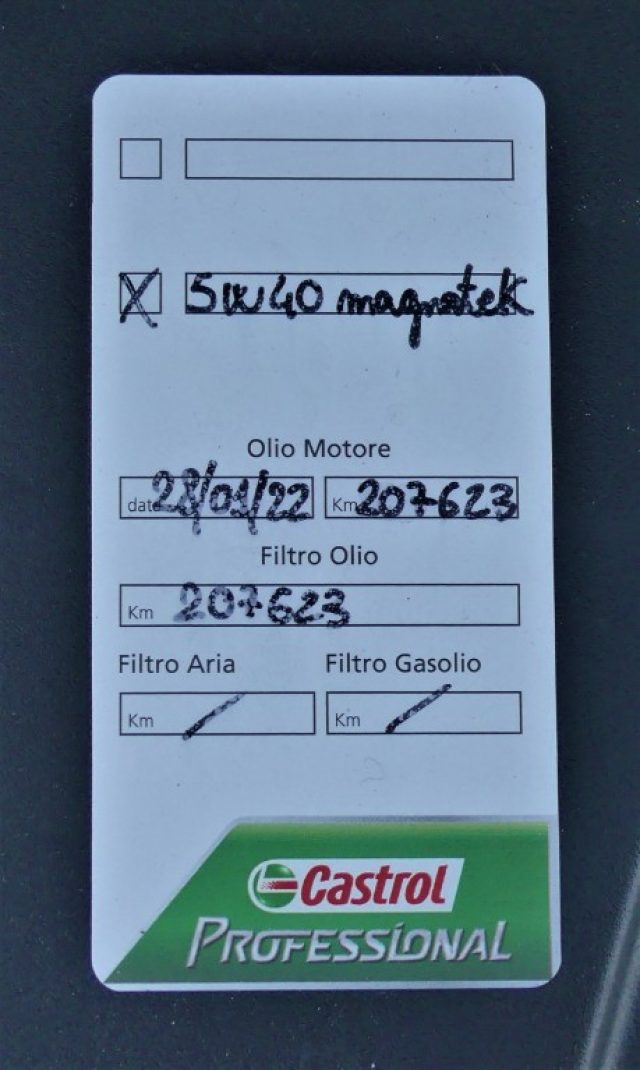 X 5W40 magnatek
Olio Motore
data 28/01/22 Km 207623
Filtro Olio
Km 207623
Filtro Aria Filtro Gasolio
Km / Km /
Castrol
PROFESSIONAL